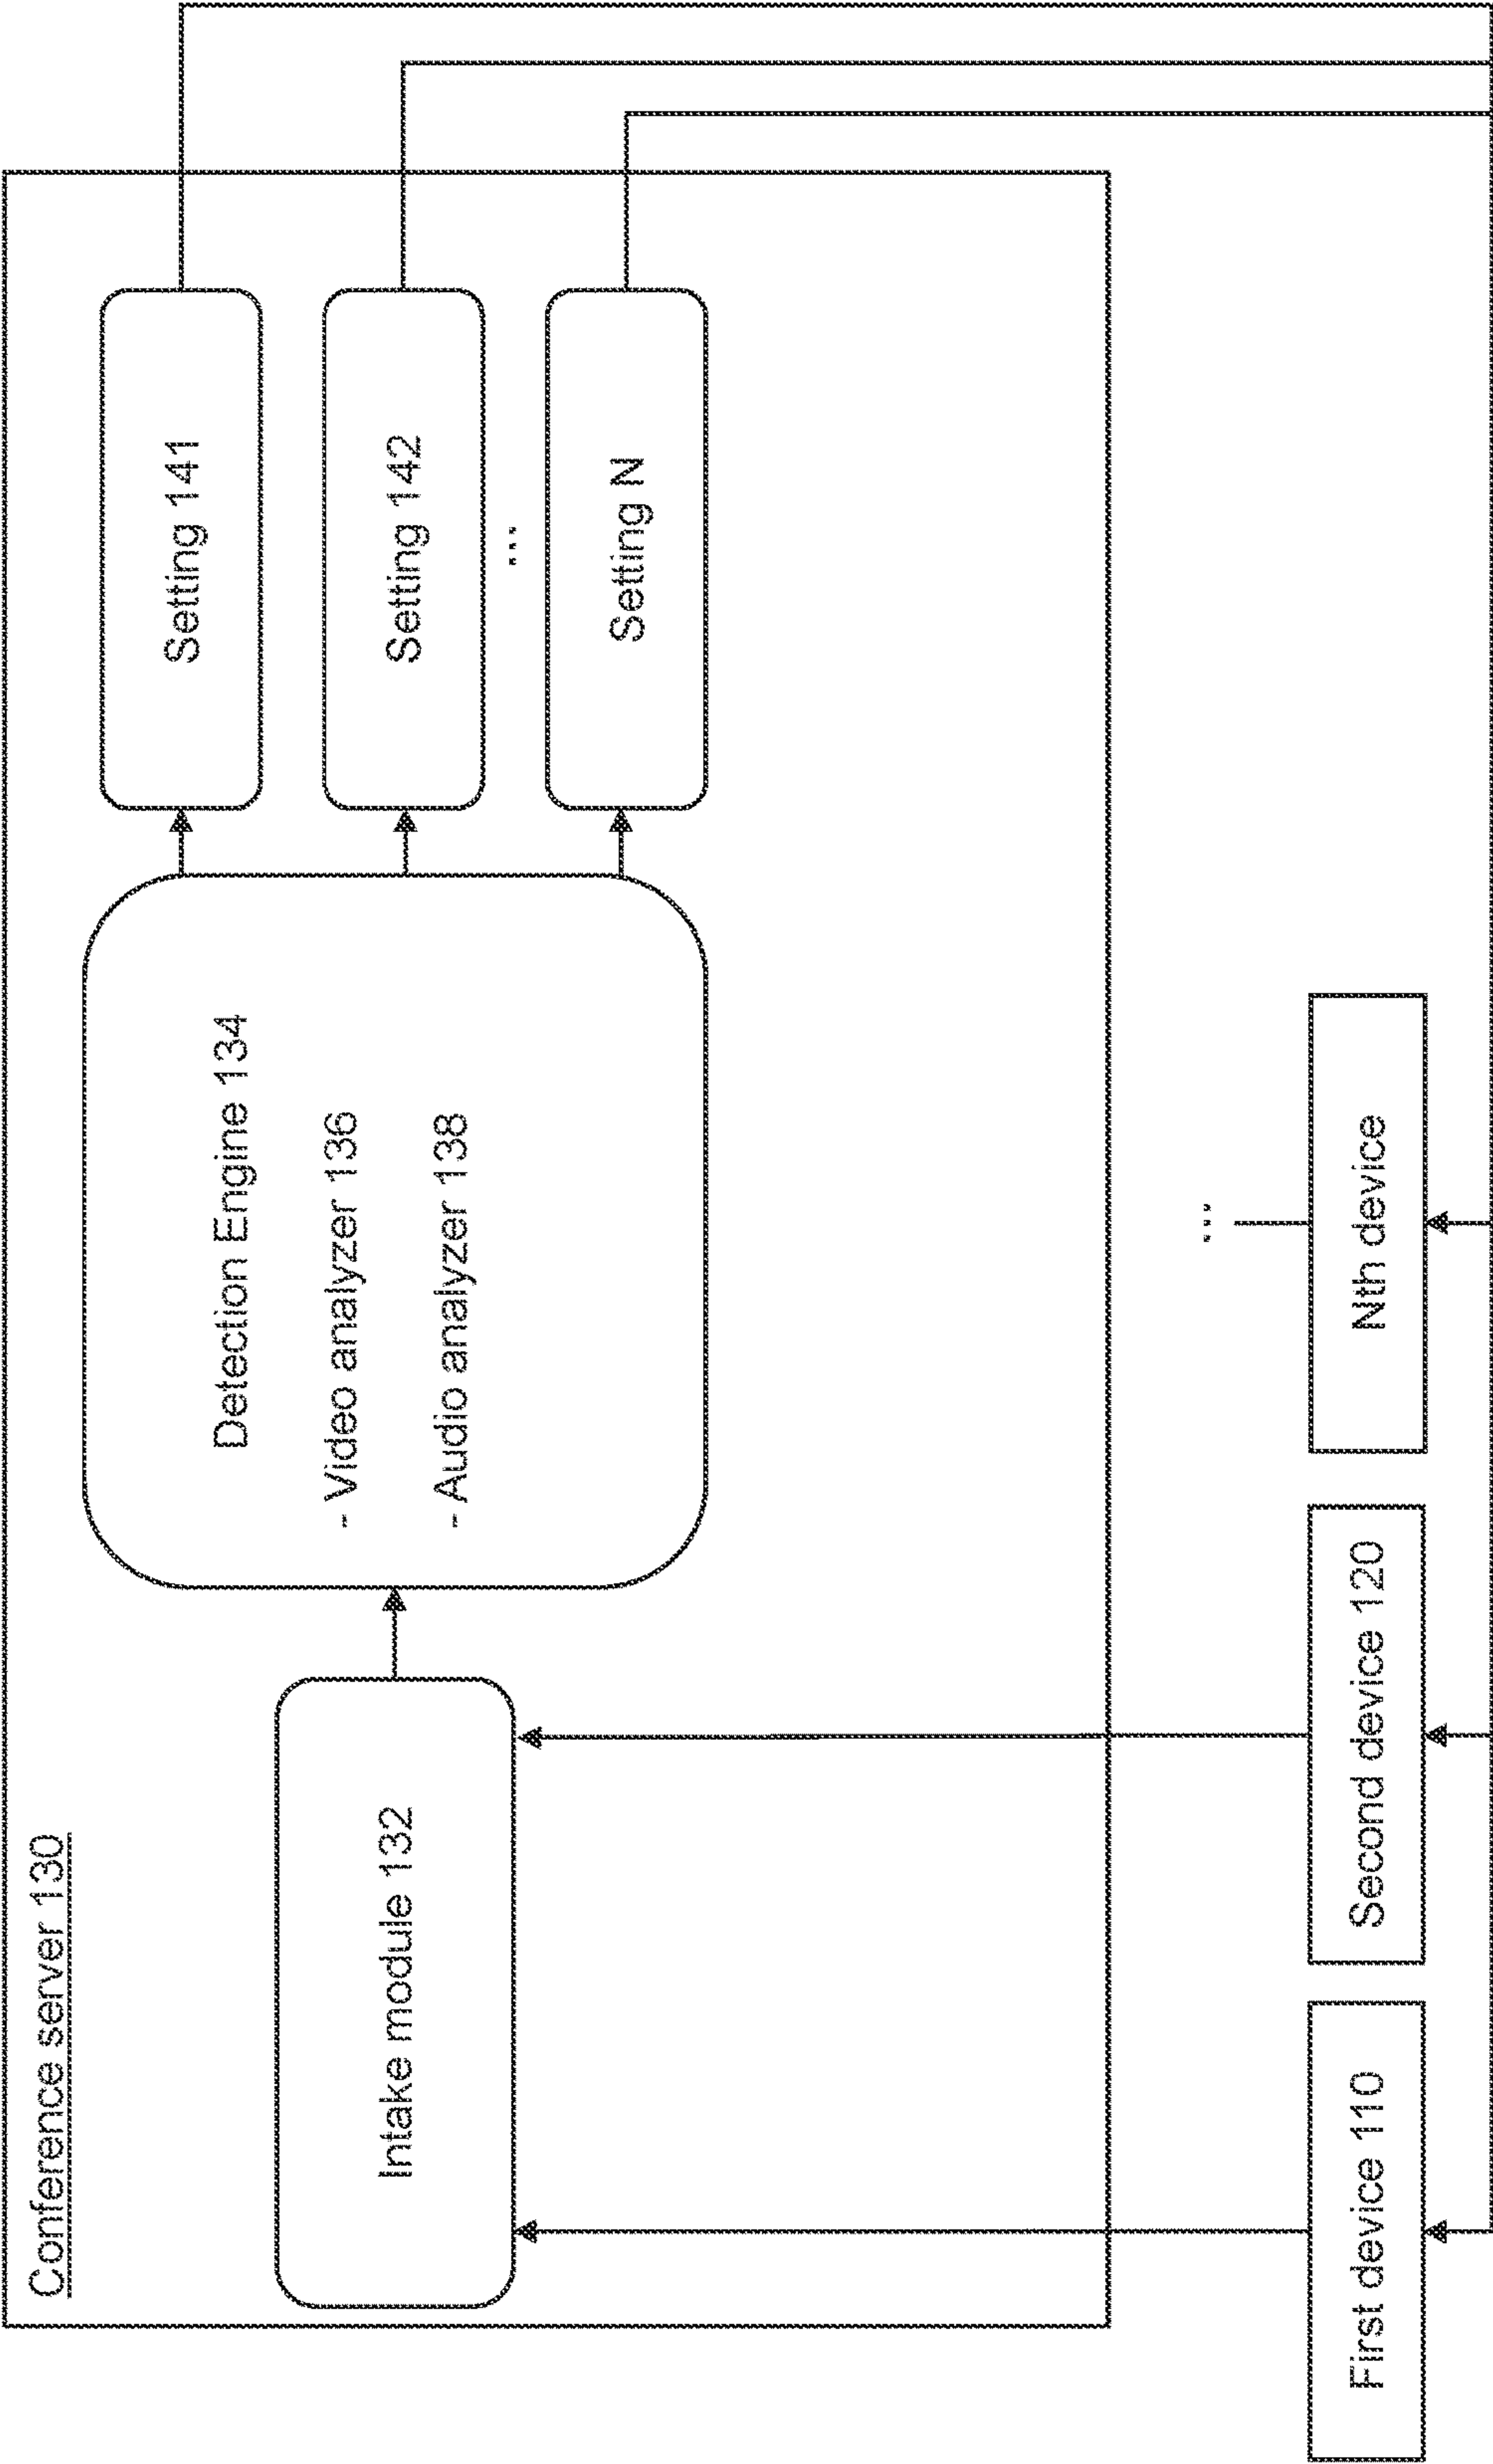 Conference server 130
Intake module 132
Detection Engine 134
- Video analyzer 136
- Audio analyzer 138
Setting 141
Setting 142
...
Setting N
First device 110
Second device 120
...
Nth device